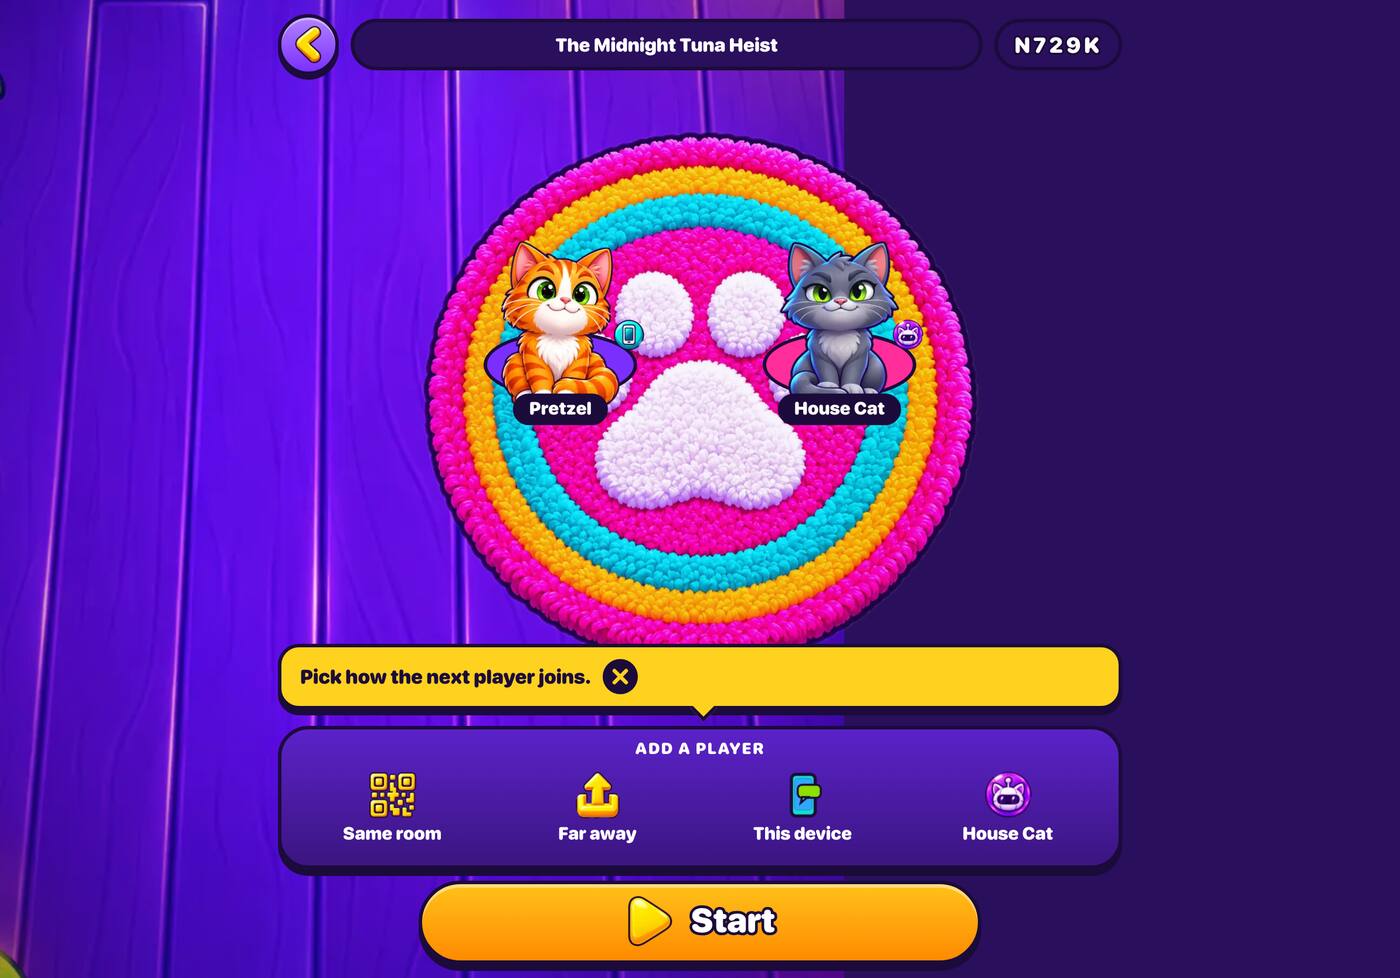 The Midnight Tuna Heist
N729K
Pretzel
House Cat
Pick how the next player joins.
ADD A PLAYER
Same room
Far away
This device
House Cat
Start